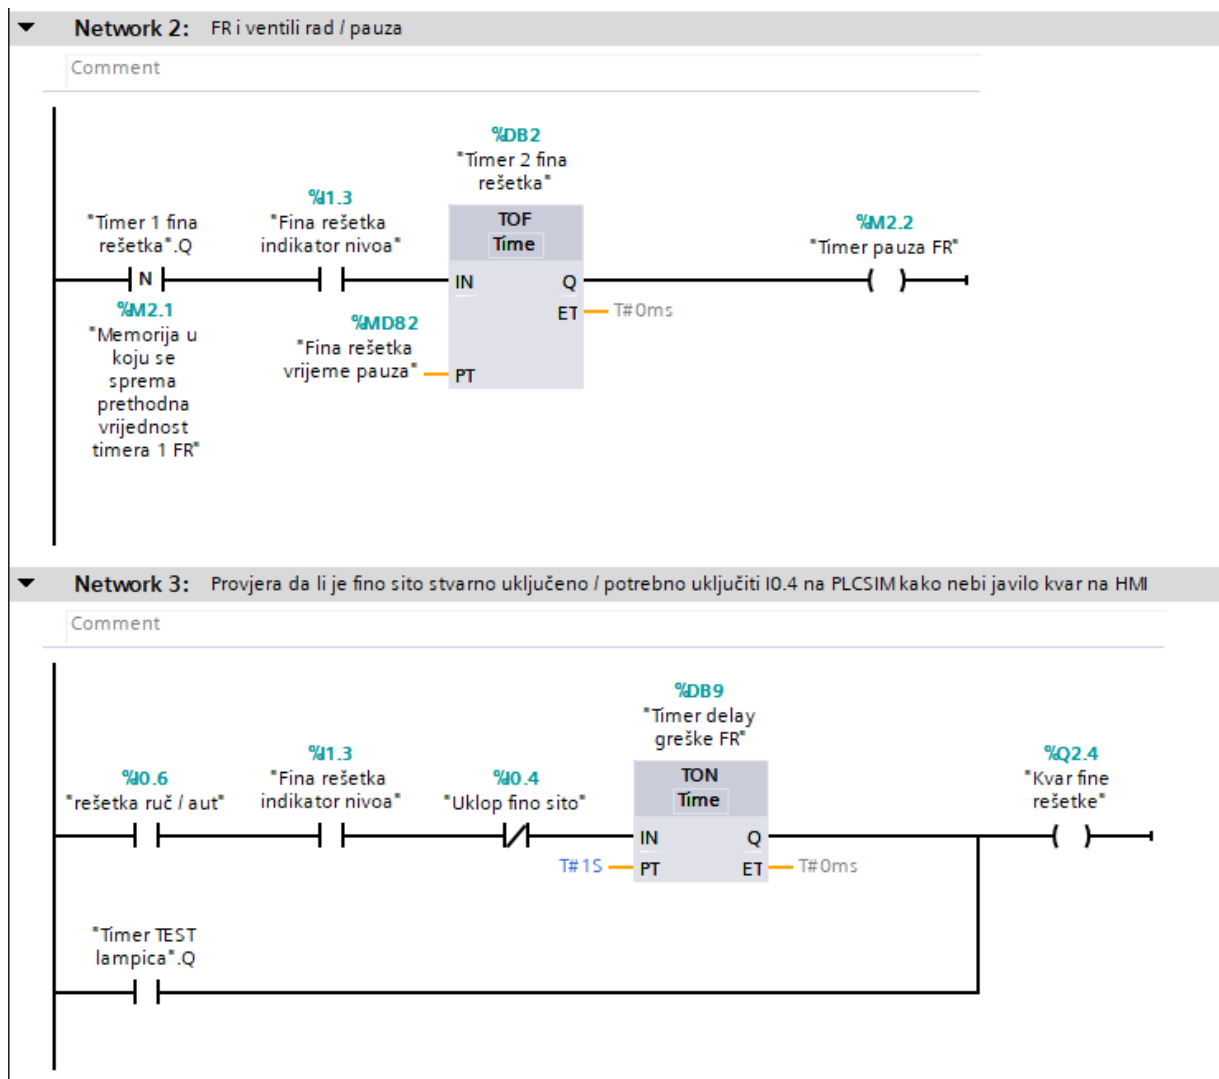 Network 2: FR i ventili rad / pauza
Comment
%DB2
"Timer 2 fina
rešetka"
%I1.3
"Timer 1 fina
rešetka".Q
"Fina rešetka
indikator nivoa"
TOF
Time
%M2.2
"Timer pauza FR"
N
IN
Q
ET
T#0ms
%M2.1
"Memorija u
koju se
sprema
prethodna
vrijednost
timera 1 FR"
%MD82
"Fina rešetka
vrijeme pauza"
PT
Network 3: Provjera da li je fino sito stvarno uključeno / potrebno uključiti I0.4 na PLCSIM kako nebi javilo kvar na HMI
Comment
%DB9
"Timer delay
greške FR"
%I0.6
"rešetka ruč / aut"
%I1.3
"Fina rešetka
indikator nivoa"
%I0.4
"Uklop fino sito"
TON
Time
%Q2.4
"Kvar fine
rešetke"
IN
Q
T#1S
PT
ET
T#0ms
"Timer TEST
lampica".Q